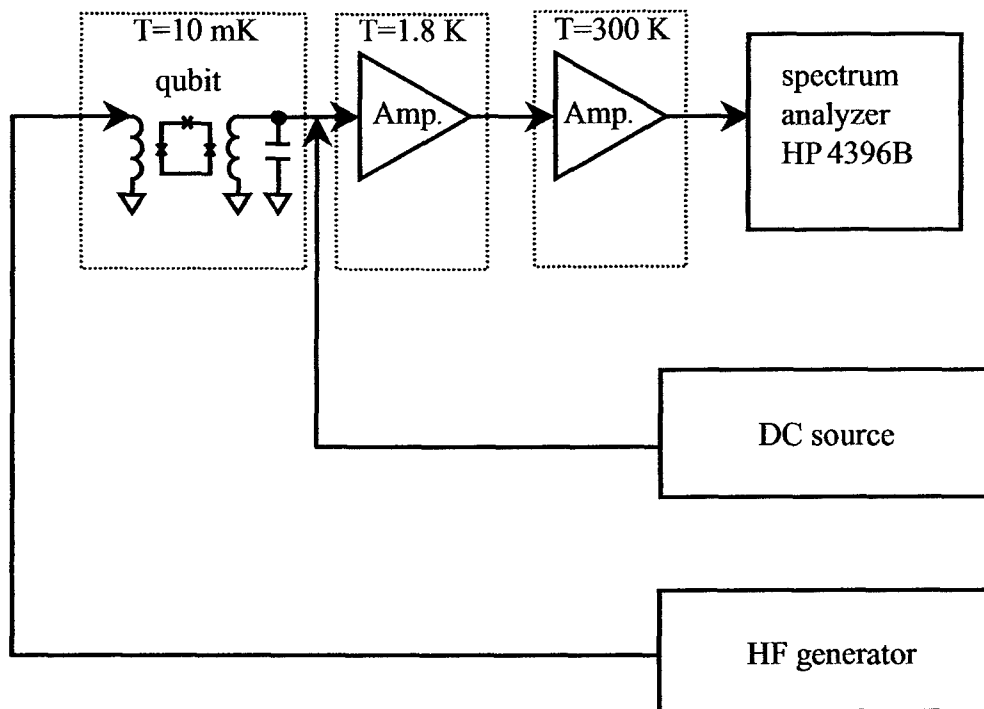 T=10 mK
T=1.8 K
T=300 K
qubit
Amp.
Amp.
spectrum
analyzer
HP 4396B
DC source
HF generator